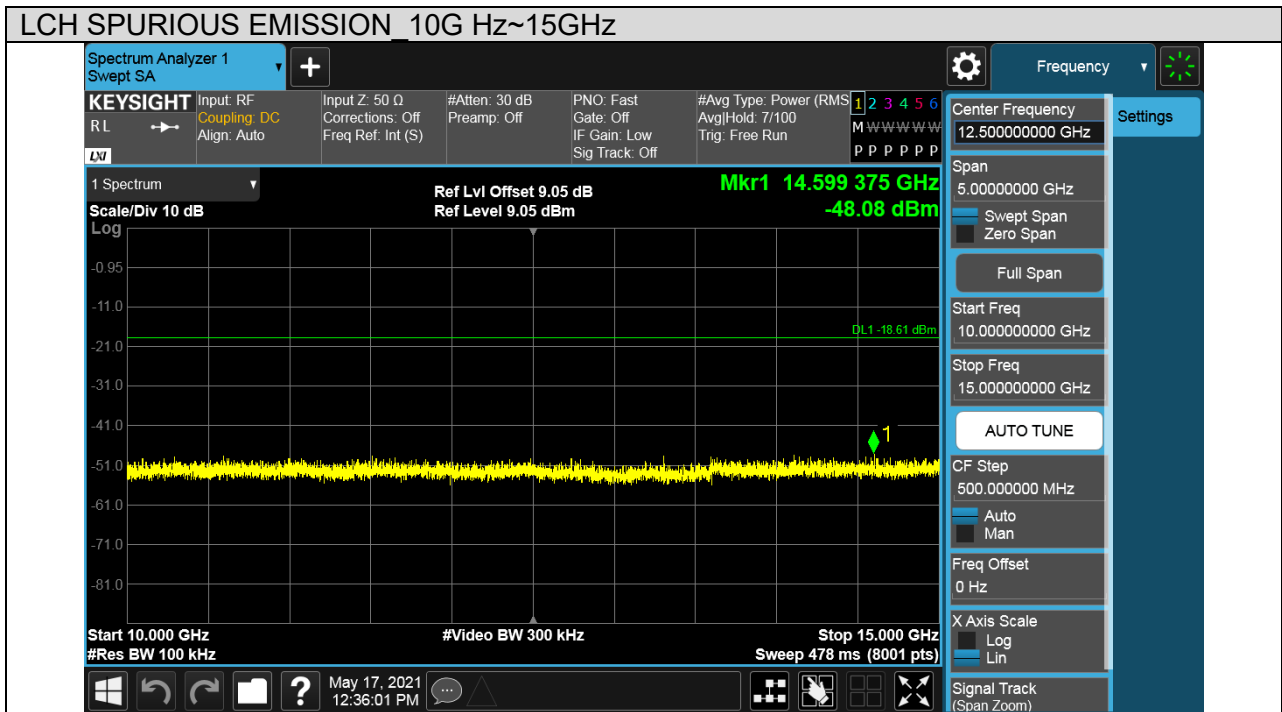 LCH SPURIOUS EMISSION_10G Hz~15GHz
Spectrum Analyzer 1
Swept SA
+
Frequency
KEYSIGHT
RL
LXI
Input: RF
Coupling: DC
Align: Auto
Input Z: 50 Ω
Corrections: Off
Freq Ref: Int (S)
#Atten: 30 dB
Preamp: Off
PNO: Fast
Gate: Off
IF Gain: Low
Sig Track: Off
#Avg Type: Power (RMS
Avg|Hold: 7/100
Trig: Free Run
1 2 3 4 5 6
M W W W W W
P P P P P P
1 Spectrum
Scale/Div 10 dB
Log
Ref Lvl Offset 9.05 dB
Ref Level 9.05 dBm
Mkr1 14.599 375 GHz
-48.08 dBm
-0.95
-11.0
DL1 -18.61 dBm
-21.0
-31.0
-41.0
1
-51.0
-61.0
-71.0
-81.0
Start 10.000 GHz
#Res BW 100 kHz
#Video BW 300 kHz
Stop 15.000 GHz
Sweep 478 ms (8001 pts)
?
May 17, 2021
12:36:01 PM
Center Frequency
12.500000000 GHz
Settings
Span
5.00000000 GHz
Swept Span
Zero Span
Full Span
Start Freq
10.000000000 GHz
Stop Freq
15.000000000 GHz
AUTO TUNE
CF Step
500.000000 MHz
Auto
Man
Freq Offset
0 Hz
X Axis Scale
Log
Lin
Signal Track
(Span Zoom)